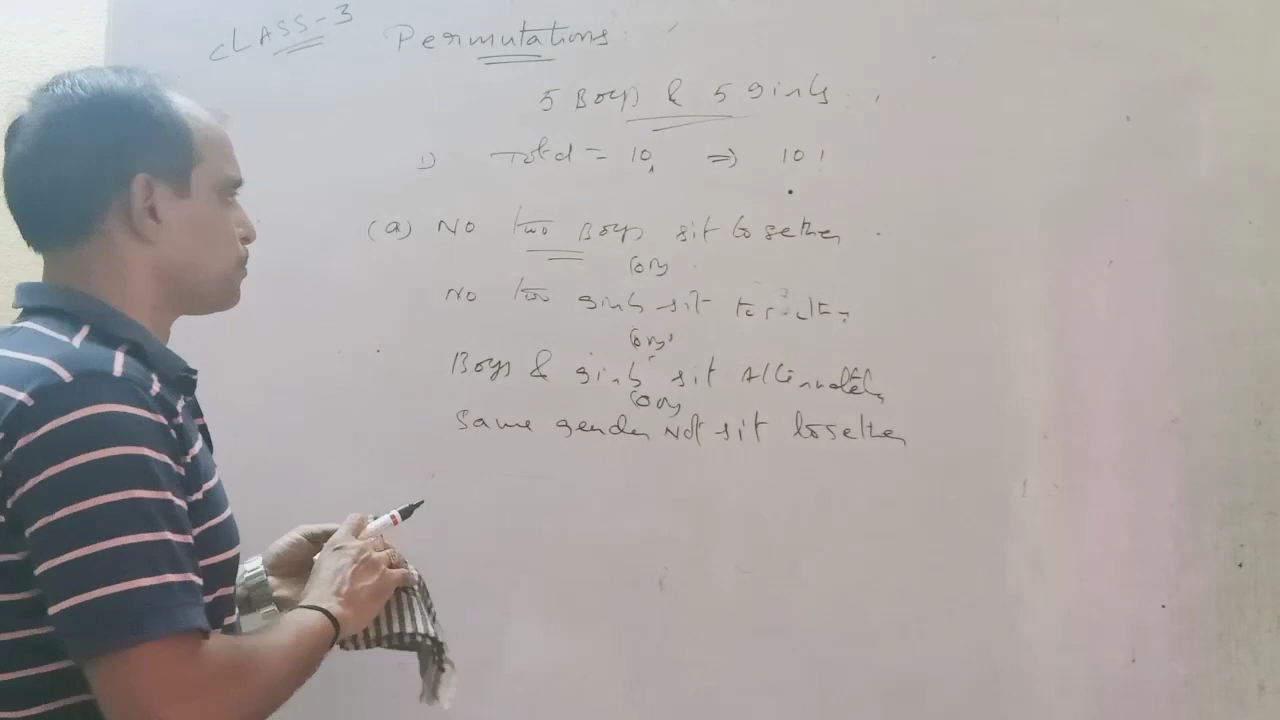 CLASS-3 Permutations:
5 Boys & 5 girls.
1) Total = 10, ⇒ 10!
(a) No two Boys sit together.
(or)
No two girls sit
(or)
Boys & girls sit Alternately
(or)
Same gender Not sit together